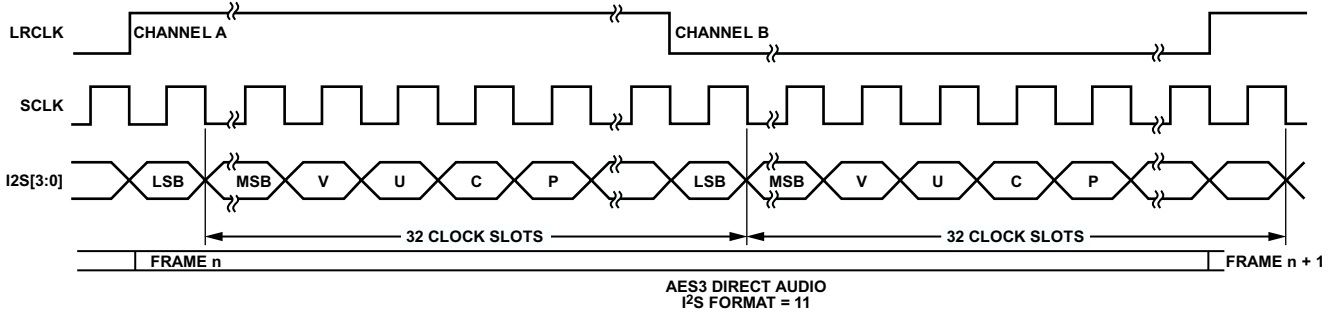 LRCLK
CHANNEL A
CHANNEL B
SCLK
I2S[3:0]
LSB MSB V U C P LSB MSB V U C P
32 CLOCK SLOTS 32 CLOCK SLOTS
FRAME n FRAME n + 1
AES3 DIRECT AUDIO
I²S FORMAT = 11